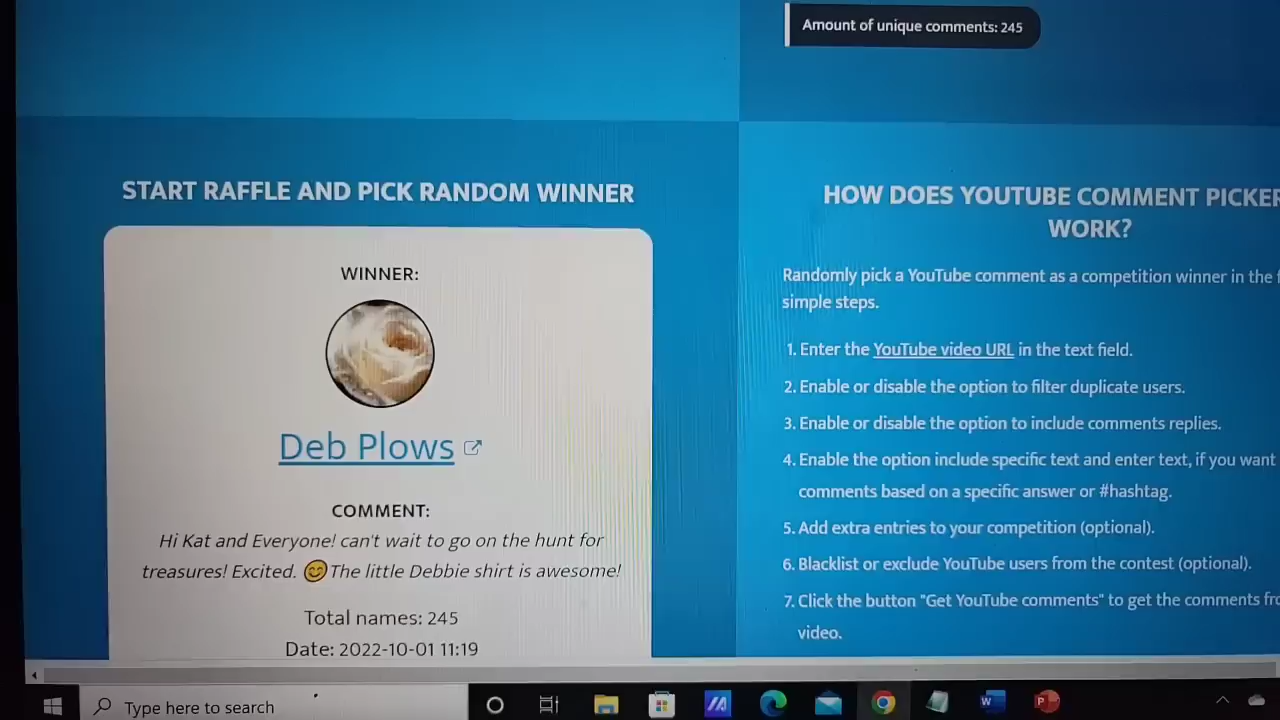 Amount of unique comments: 245
START RAFFLE AND PICK RANDOM WINNER
WINNER:
Deb Plows
COMMENT:
Hi Kat and Everyone! can't wait to go on the hunt for
treasures! Excited. 😊 The little Debbie shirt is awesome!
Total names: 245
Date: 2022-10-01 11:19
HOW DOES YOUTUBE COMMENT PICKER
WORK?
Randomly pick a YouTube comment as a competition winner in the
simple steps.
1. Enter the YouTube video URL in the text field.
2. Enable or disable the option to filter duplicate users.
3. Enable or disable the option to include comments replies.
4. Enable the option include specific text and enter text, if you want
comments based on a specific answer or #hashtag.
5. Add extra entries to your competition (optional).
6. Blacklist or exclude YouTube users from the contest (optional).
7. Click the button "Get YouTube comments" to get the comments
video.
Type here to search